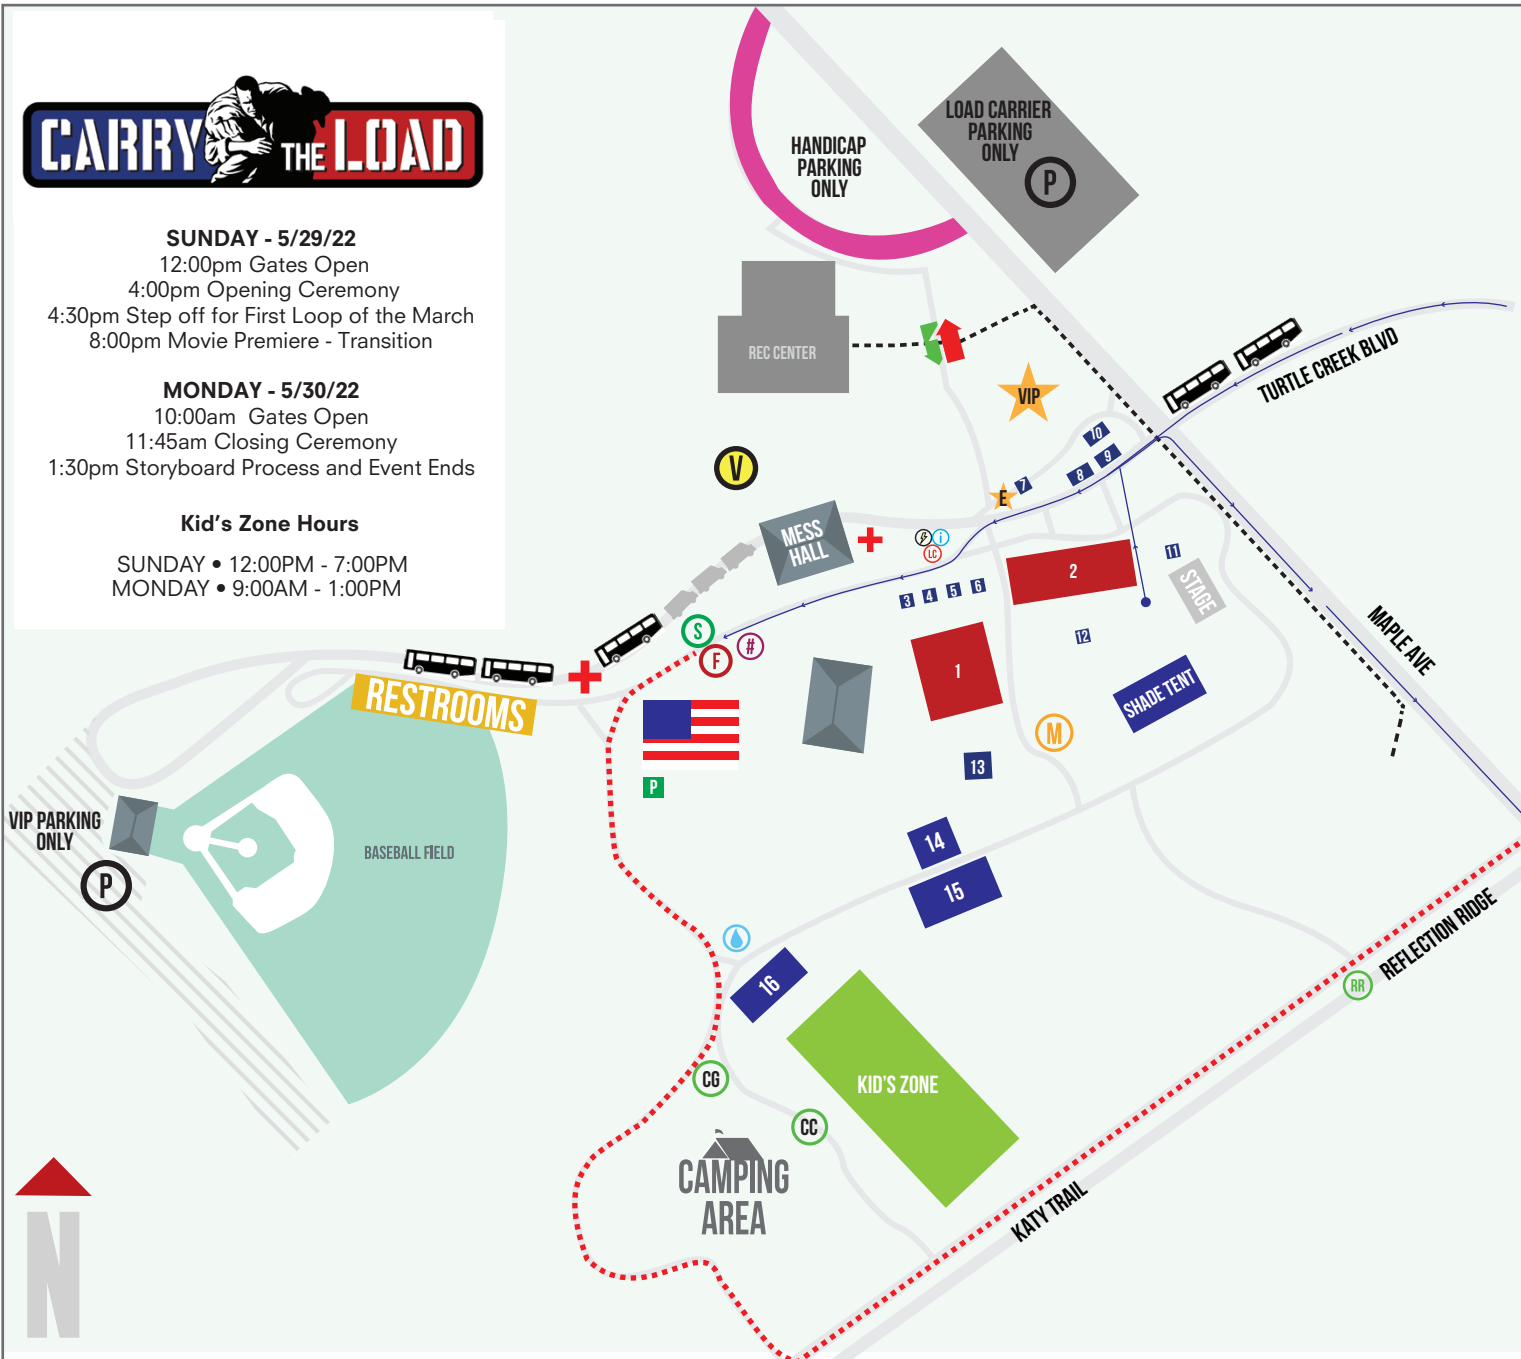 CARRY THE LOAD
SUNDAY - 5/29/22
12:00pm Gates Open
4:00pm Opening Ceremony
4:30pm Step off for First Loop of the March
8:00pm Movie Premiere - Transition
MONDAY - 5/30/22
10:00am Gates Open
11:45am Closing Ceremony
1:30pm Storyboard Process and Event Ends
Kid's Zone Hours
SUNDAY • 12:00PM - 7:00PM
MONDAY • 9:00AM - 1:00PM
HANDICAP
PARKING
ONLY
LOAD CARRIER
PARKING
ONLY
P
REC CENTER
VIP
TURTLE CREEK BLVD
10
9
8
7
E
V
MESS
HALL
i
LC
2
11
STAGE
3
4
5
6
12
MAPLE AVE
S
F
#
1
SHADE TENT
RESTROOMS
M
13
P
VIP PARKING
ONLY
P
BASEBALL FIELD
14
15
16
REFLECTION RIDGE
RR
CG
CC
KID'S ZONE
CAMPING
AREA
KATY TRAIL
N